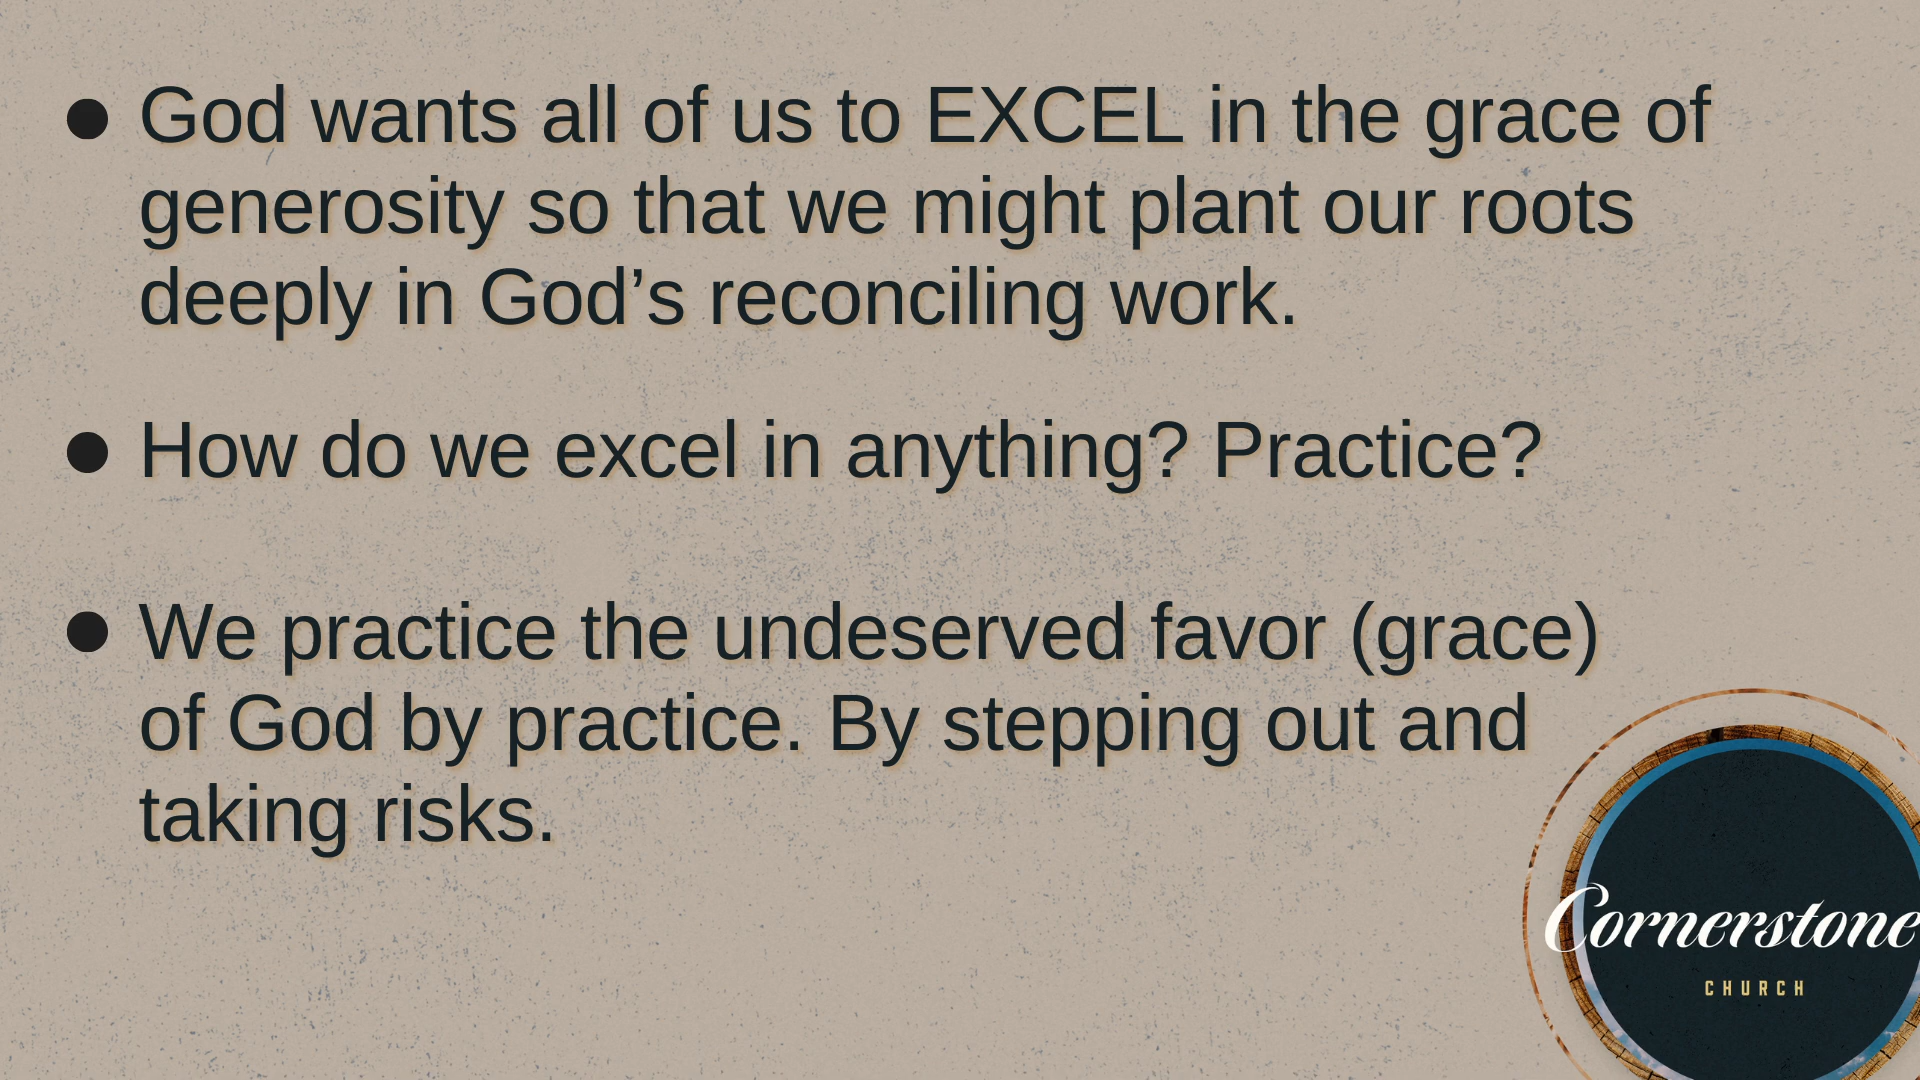 ● God wants all of us to EXCEL in the grace of
generosity so that we might plant our roots
deeply in God’s reconciling work.
● How do we excel in anything? Practice?
● We practice the undeserved favor (grace)
of God by practice. By stepping out and
taking risks.
Cornerstone
CHURCH